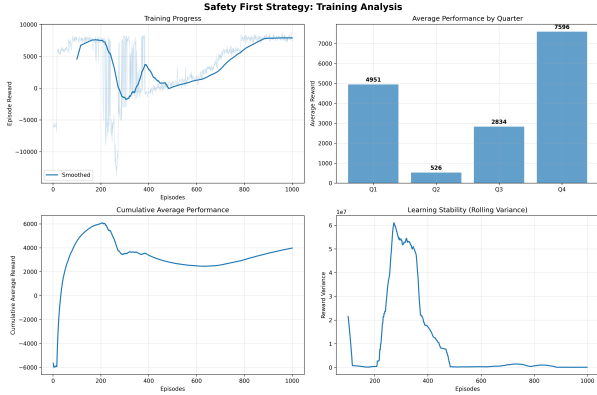 Safety First Strategy: Training Analysis
Training Progress
Episode Reward
10000
5000
0
−5000
−10000
Smoothed
0 200 400 600 800 1000
Episodes
Average Performance by Quarter
Average Reward
7000
6000
5000
4000
3000
2000
1000
0
4951
526
2834
7596
Q1 Q2 Q3 Q4
Cumulative Average Performance
Cumulative Average Reward
6000
4000
2000
0
−2000
−4000
−6000
0 200 400 600 800 1000
Episodes
Learning Stability (Rolling Variance)
1e7
Reward Variance
6
5
4
3
2
1
0
200 400 600 800 1000
Episodes